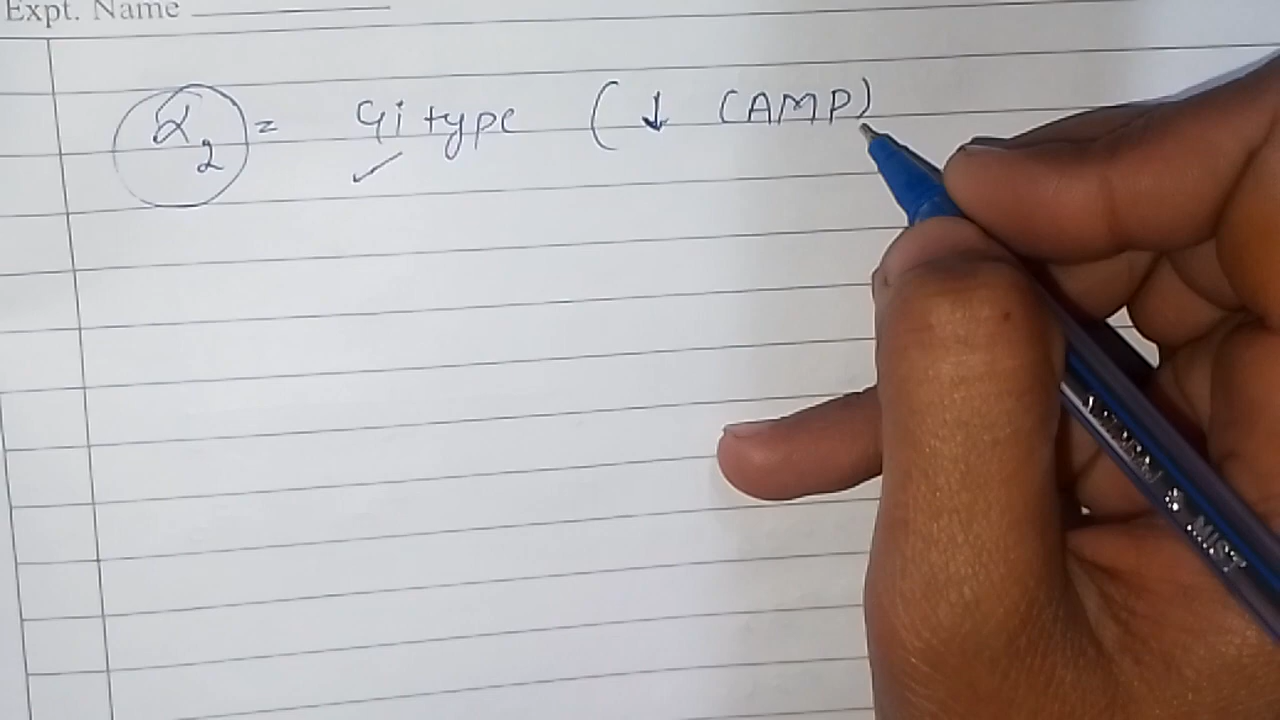 Expt. Name
α₂ = Gi type (↓ CAMP)